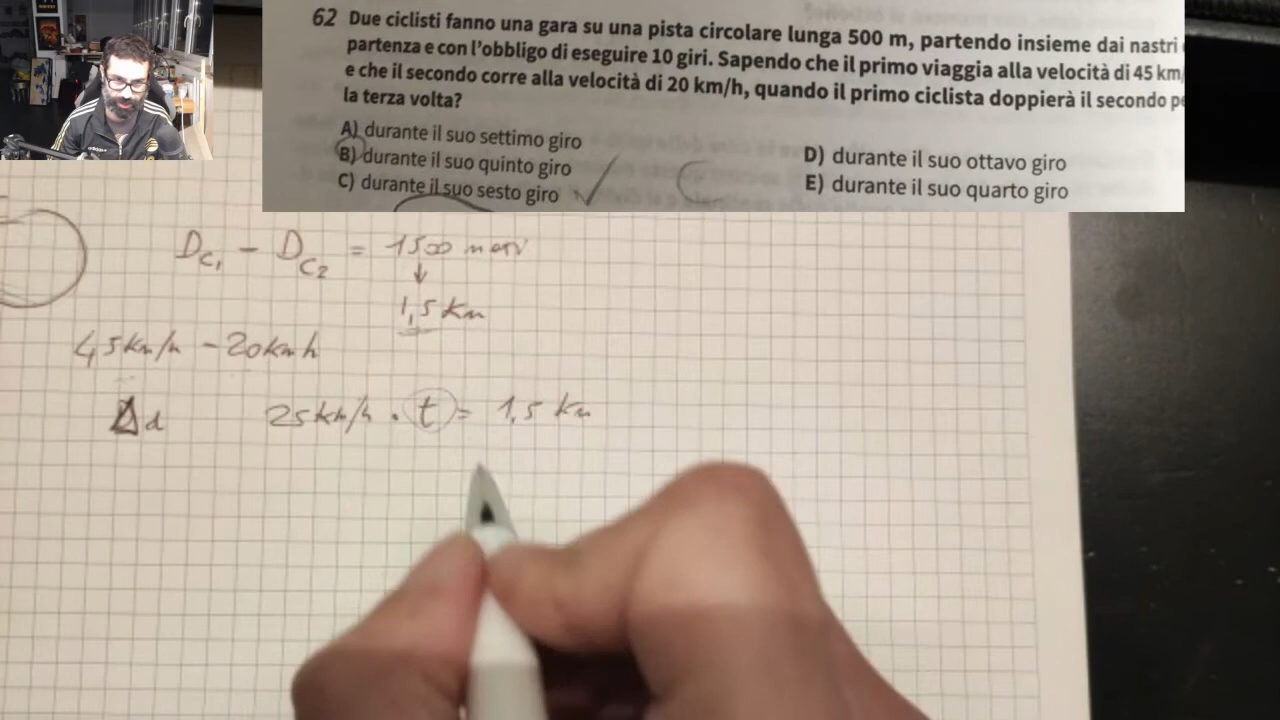 62 Due ciclisti fanno una gara su una pista circolare lunga 500 m, partendo insieme dai nastri
partenza e con l'obbligo di eseguire 10 giri. Sapendo che il primo viaggia alla velocità di 45 km
e che il secondo corre alla velocità di 20 km/h, quando il primo ciclista doppierà il secondo
la terza volta?
A) durante il suo settimo giro
B) durante il suo quinto giro
C) durante il suo sesto giro
D) durante il suo ottavo giro
E) durante il suo quarto giro
DC1 - DC2 = 1500 metri
1,5 Km
45 km/h - 20 km h
Δd 25 km/h · t = 1,5 Km